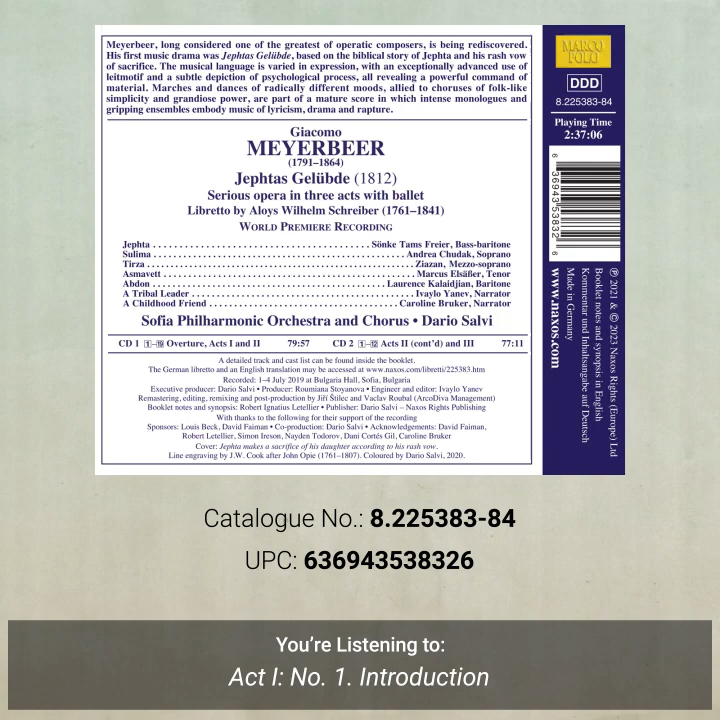 Meyerbeer, long considered one of the greatest of operatic composers, is being rediscovered.
His first music drama was Jephtas Gelübde, based on the biblical story of Jephta and his rash vow
of sacrifice. The musical language is varied in expression, with an exceptionally advanced use of
leitmotif and a subtle depiction of psychological process, all revealing a powerful command of
material. Marches and dances of radically different moods, allied to choruses of folk-like
simplicity and grandiose power, are part of a mature score in which intense monologues and
gripping ensembles embody music of lyricism, drama and rapture.
Giacomo
MEYERBEER
(1791–1864)
Jephtas Gelübde (1812)
Serious opera in three acts with ballet
Libretto by Aloys Wilhelm Schreiber (1761–1841)
WORLD PREMIERE RECORDING
Jephta ........ Sönke Tams Freier, Bass-baritone
Sulima ........ Andrea Chudak, Soprano
Tirza ........ Ziazan, Mezzo-soprano
Asmavett ........ Marcus Elsäßer, Tenor
Abdon ........ Laurence Kalaidjian, Baritone
A Tribal Leader ........ Ivaylo Yanev, Narrator
A Childhood Friend ........ Caroline Bruker, Narrator
Sofia Philharmonic Orchestra and Chorus • Dario Salvi
CD 1 1–19 Overture, Acts I and II 79:57 CD 2 1–12 Acts II (cont'd) and III 77:11
A detailed track and cast list can be found inside the booklet.
The German libretto and an English translation may be accessed at www.naxos.com/libretti/225383.htm
Recorded: 1–4 July 2019 at Bulgaria Hall, Sofia, Bulgaria
Executive producer: Dario Salvi • Producer: Roumiana Stoyanova • Engineer and editor: Ivaylo Yanev
Remastering, editing, remixing and post-production by Jiří Štilec and Vaclav Roubal (ArcoDiva Management)
Booklet notes and synopsis: Robert Ignatius Letellier • Publisher: Dario Salvi – Naxos Rights Publishing
With thanks to the following for their support of the recording
Sponsors: Louis Beck, David Faiman • Co-production: Dario Salvi • Acknowledgements: David Faiman,
Robert Letellier, Simon Ireson, Nayden Todorov, Dani Cortés Gil, Caroline Bruker
Cover: Jephta makes a sacrifice of his daughter according to his rash vow.
Line engraving by J.W. Cook after John Opie (1761–1807). Coloured by Dario Salvi, 2020.
MARCO
POLO
DDD
8.225383-84
Playing Time
2:37:06
6 36943 53832 6
℗ 2021 & © 2023 Naxos Rights (Europe) Ltd
Booklet notes and synopsis in English
Kommentar und Inhaltsangabe auf Deutsch
Made in Germany
www.naxos.com
Catalogue No.: 8.225383-84
UPC: 636943538326
You're Listening to:
Act I: No. 1. Introduction